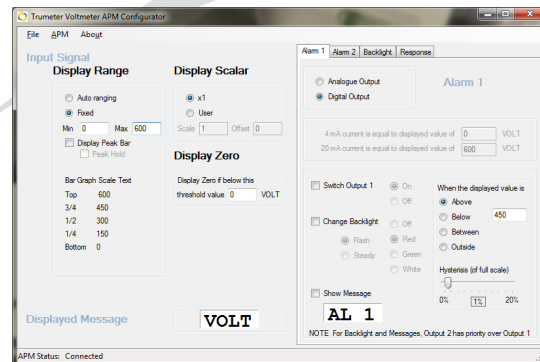 Trumeter Voltmeter APM Configurator
File APM About
Input Signal
Display Range
Auto ranging
Fixed
Min 0 Max 600
Display Peak Bar
Peak Hold
Bar Graph Scale Text
Top 600
3/4 450
1/2 300
1/4 150
Bottom 0
Display Scalar
x1
User
Scale 1 Offset 0
Display Zero
Display Zero if below this
threshold value 0 VOLT
Displayed Message
VOLT
Alarm 1 Alarm 2 Backlight Response
Analogue Output
Digital Output
Alarm 1
4 mA current is equal to displayed value of 0 VOLT
20 mA current is equal to displayed value of 600 VOLT
Switch Output 1
On
Off
Change Backlight
Off
Flash Red
Steady Green
White
When the displayed value is
Above
Below 450
Between
Outside
Hysterisis (of full scale)
0% 1% 20%
Show Message
AL 1
NOTE For Backlight and Messages, Output 2 has priority over Output 1
APM Status: Connected